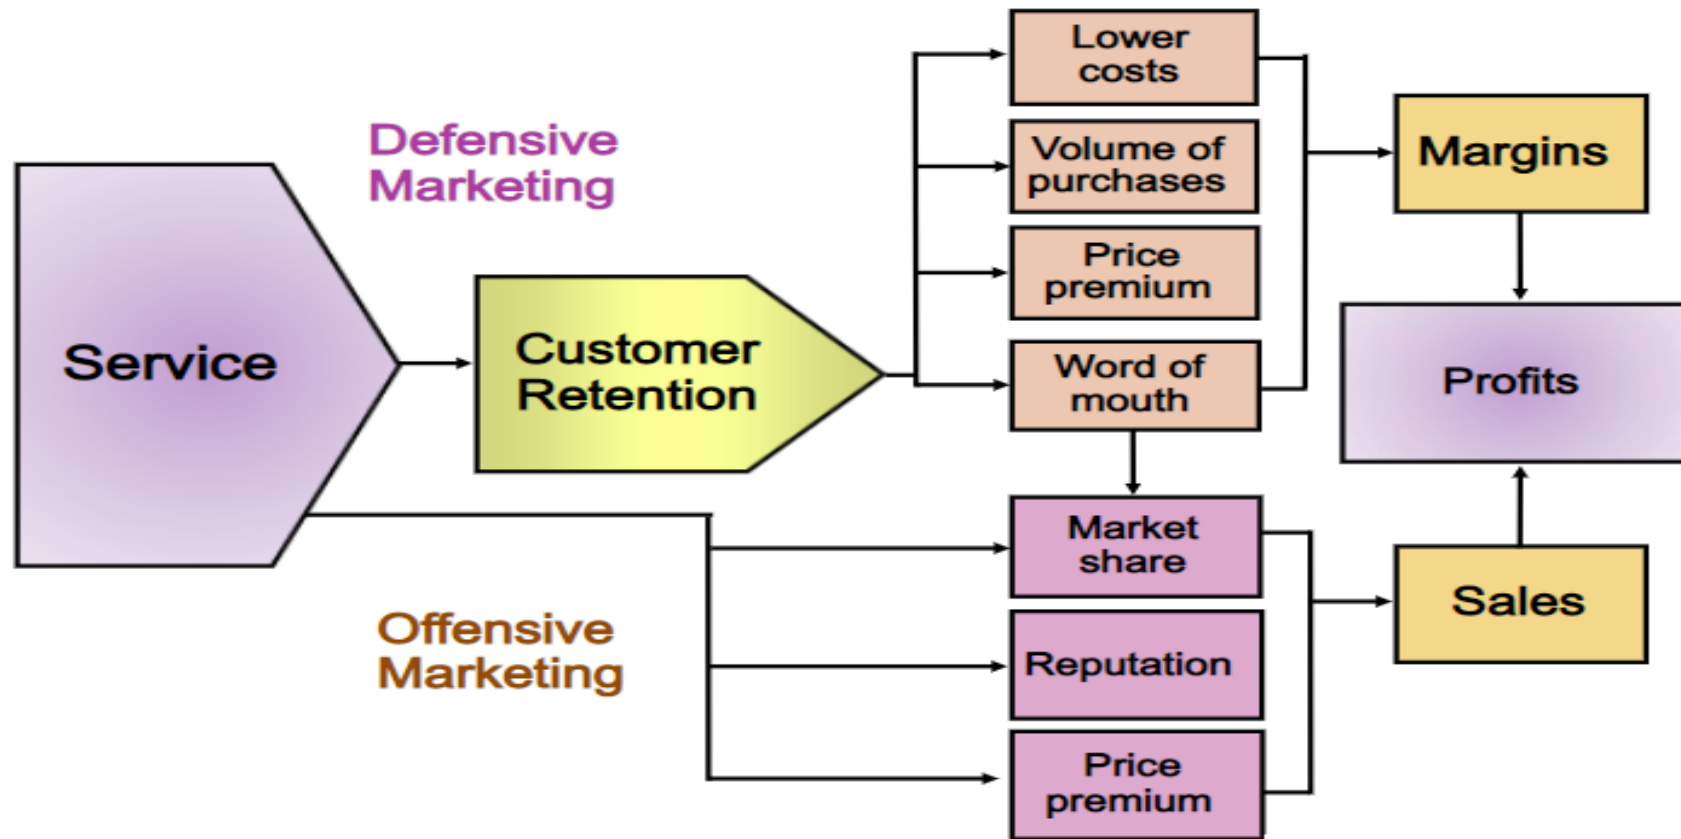 Defensive
Marketing
Service
Customer
Retention
Lower
costs
Volume of
purchases
Price
premium
Word of
mouth
Margins
Profits
Offensive
Marketing
Market
share
Reputation
Price
premium
Sales